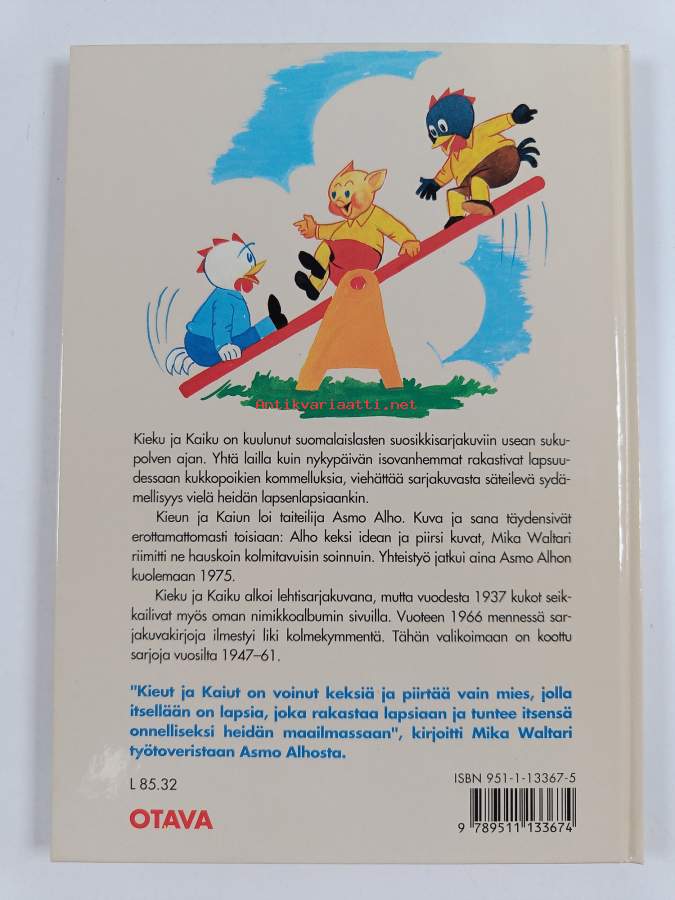 Antikvariaatti.net
Kieku ja Kaiku on kuulunut suomalaislasten suosikkisarjakuviin usean suku-
polven ajan. Yhtä lailla kuin nykypäivän isovanhemmat rakastivat lapsuu-
dessaan kukkopoikien kommelluksia, viehättää sarjakuvasta säteilevä sydä-
mellisyys vielä heidän lapsenlapsiaankin.
Kieun ja Kaiun loi taiteilija Asmo Alho. Kuva ja sana täydensivät
erottamattomasti toisiaan: Alho keksi idean ja piirsi kuvat, Mika Waltari
riimitti ne hauskoin kolmitavuisin soinnuin. Yhteistyö jatkui aina Asmo Alhon
kuolemaan 1975.
Kieku ja Kaiku alkoi lehtisarjakuvana, mutta vuodesta 1937 kukot seik-
kailivat myös oman nimikkoalbumin sivuilla. Vuoteen 1966 mennessä sar-
jakuvakirjoja ilmestyi liki kolmekymmentä. Tähän valikoimaan on koottu
sarjoja vuosilta 1947–61.
"Kieut ja Kaiut on voinut keksiä ja piirtää vain mies, jolla
itsellään on lapsia, joka rakastaa lapsiaan ja tuntee itsensä
onnelliseksi heidän maailmassaan", kirjoitti Mika Waltari
työtoveristaan Asmo Alhosta.
L 85.32
OTAVA
ISBN 951-1-13367-5
9 789511 133674